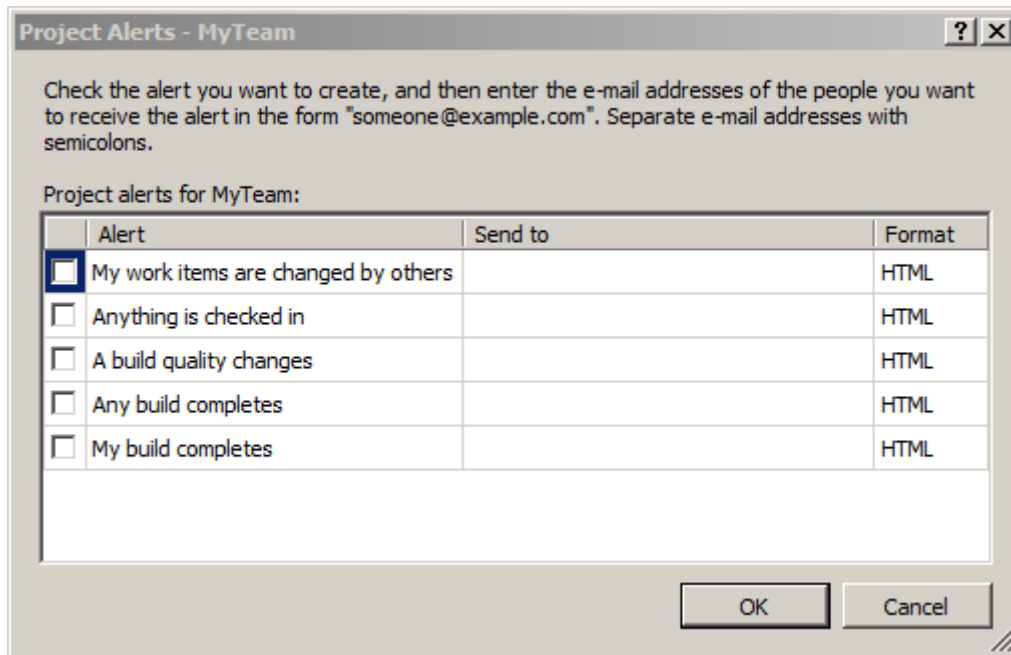 Project Alerts - MyTeam
Check the alert you want to create, and then enter the e-mail addresses of the people you want
to receive the alert in the form "someone@example.com". Separate e-mail addresses with
semicolons.
Project alerts for MyTeam:
Alert Send to Format
My work items are changed by others HTML
Anything is checked in HTML
A build quality changes HTML
Any build completes HTML
My build completes HTML
OK Cancel